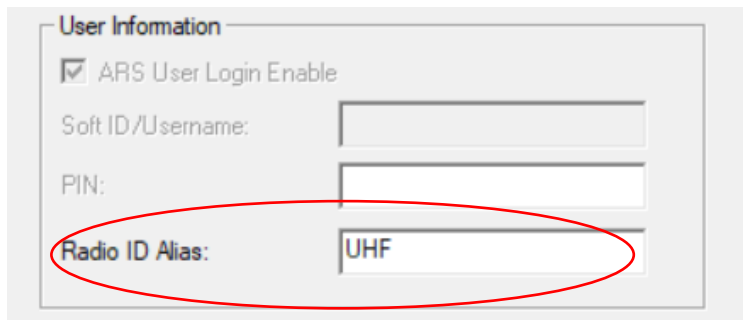 User Information
ARS User Login Enable
Soft ID/Username:
PIN:
Radio ID Alias: UHF